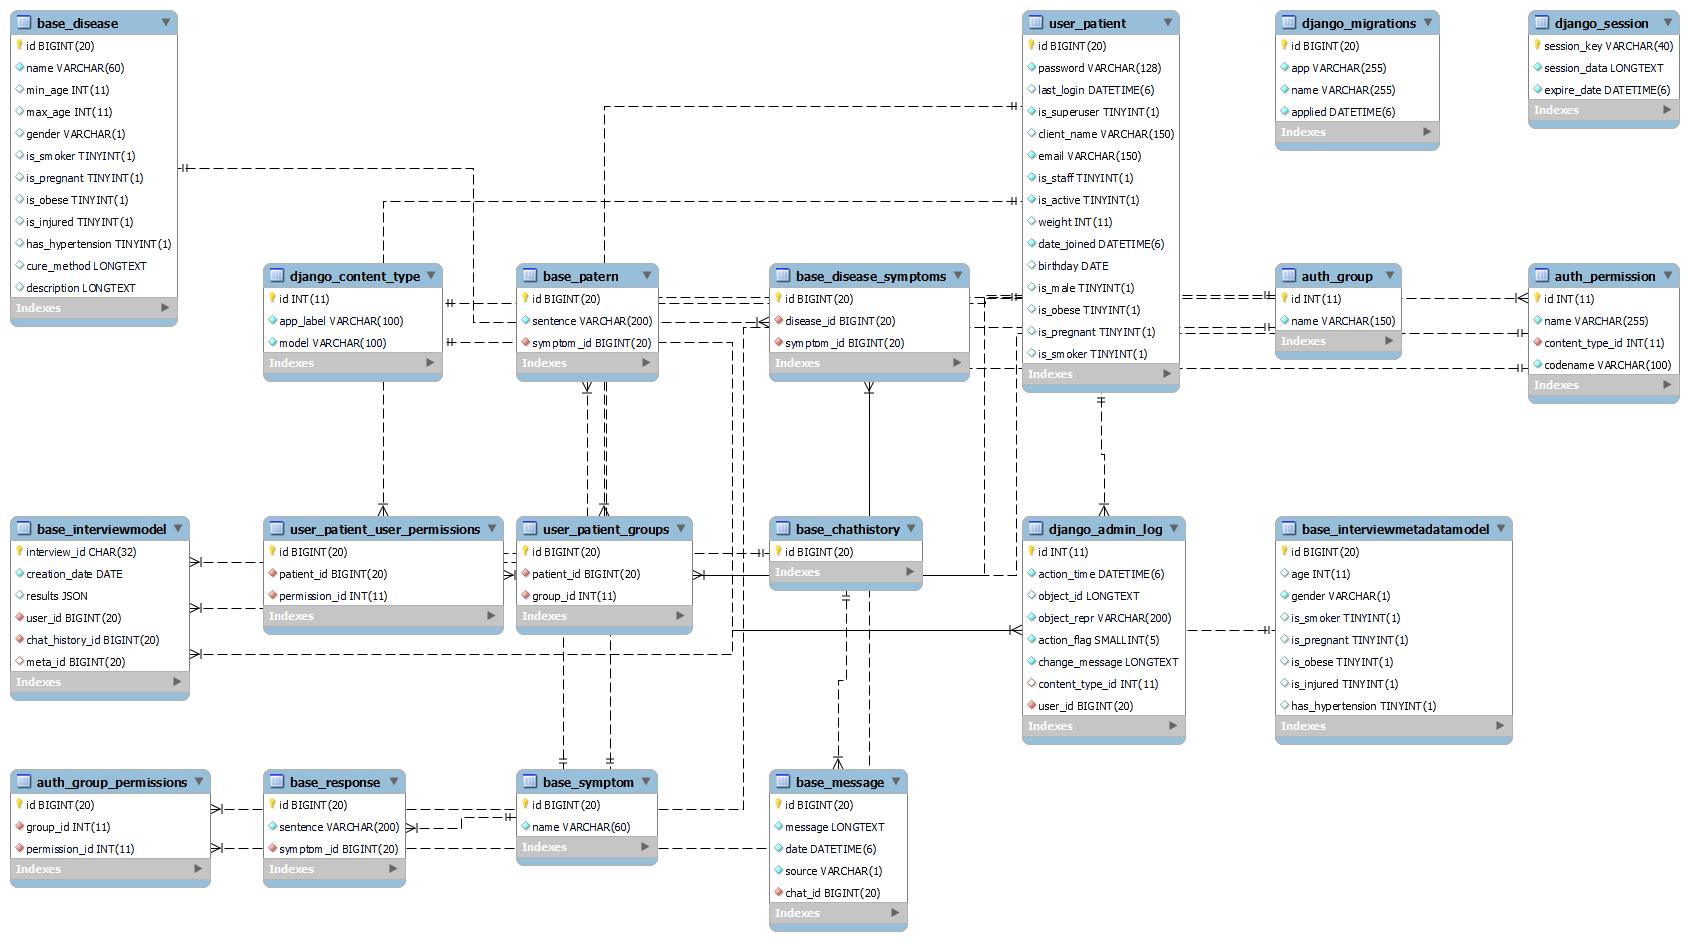 base_disease
id BIGINT(20)
name VARCHAR(60)
min_age INT(11)
max_age INT(11)
gender VARCHAR(1)
is_smoker TINYINT(1)
is_pregnant TINYINT(1)
is_obese TINYINT(1)
is_injured TINYINT(1)
has_hypertension TINYINT(1)
cure_method LONGTEXT
description LONGTEXT
Indexes
user_patient
id BIGINT(20)
password VARCHAR(128)
last_login DATETIME(6)
is_superuser TINYINT(1)
client_name VARCHAR(150)
email VARCHAR(150)
is_staff TINYINT(1)
is_active TINYINT(1)
weight INT(11)
date_joined DATETIME(6)
birthday DATE
is_male TINYINT(1)
is_obese TINYINT(1)
is_pregnant TINYINT(1)
is_smoker TINYINT(1)
Indexes
django_migrations
id BIGINT(20)
app VARCHAR(255)
name VARCHAR(255)
applied DATETIME(6)
Indexes
django_session
session_key VARCHAR(40)
session_data LONGTEXT
expire_date DATETIME(6)
Indexes
django_content_type
id INT(11)
app_label VARCHAR(100)
model VARCHAR(100)
Indexes
base_patern
id BIGINT(20)
sentence VARCHAR(200)
symptom_id BIGINT(20)
Indexes
base_disease_symptoms
id BIGINT(20)
disease_id BIGINT(20)
symptom_id BIGINT(20)
Indexes
auth_group
id INT(11)
name VARCHAR(150)
Indexes
auth_permission
id INT(11)
name VARCHAR(255)
content_type_id INT(11)
codename VARCHAR(100)
Indexes
base_interviewmodel
interview_id CHAR(32)
creation_date DATE
results JSON
user_id BIGINT(20)
chat_history_id BIGINT(20)
meta_id BIGINT(20)
Indexes
user_patient_user_permissions
id BIGINT(20)
patient_id BIGINT(20)
permission_id INT(11)
Indexes
user_patient_groups
id BIGINT(20)
patient_id BIGINT(20)
group_id INT(11)
Indexes
base_chathistory
id BIGINT(20)
Indexes
django_admin_log
id INT(11)
action_time DATETIME(6)
object_id LONGTEXT
object_repr VARCHAR(200)
action_flag SMALLINT(5)
change_message LONGTEXT
content_type_id INT(11)
user_id BIGINT(20)
Indexes
base_interviewmetadatamodel
id BIGINT(20)
age INT(11)
gender VARCHAR(1)
is_smoker TINYINT(1)
is_pregnant TINYINT(1)
is_obese TINYINT(1)
is_injured TINYINT(1)
has_hypertension TINYINT(1)
Indexes
auth_group_permissions
id BIGINT(20)
group_id INT(11)
permission_id INT(11)
Indexes
base_response
id BIGINT(20)
sentence VARCHAR(200)
symptom_id BIGINT(20)
Indexes
base_symptom
id BIGINT(20)
name VARCHAR(60)
Indexes
base_message
id BIGINT(20)
message LONGTEXT
date DATETIME(6)
source VARCHAR(1)
chat_id BIGINT(20)
Indexes